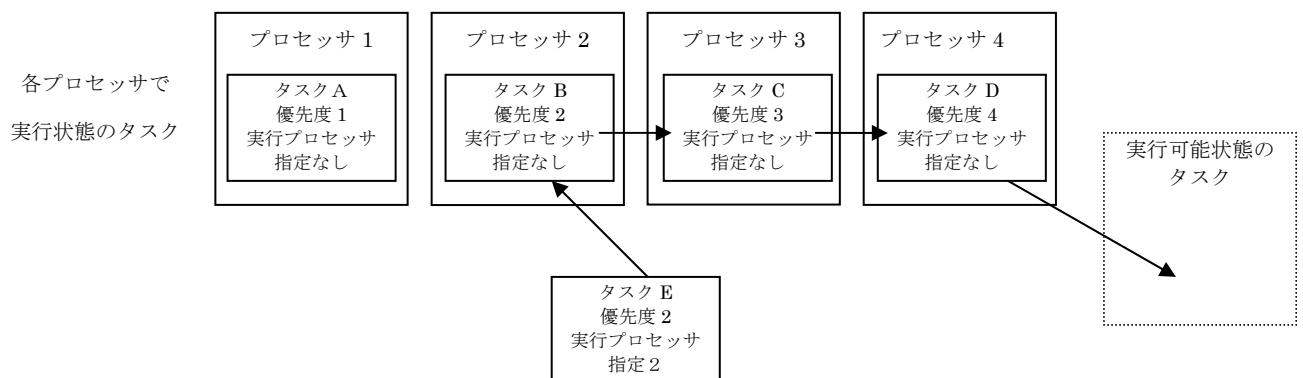 各プロセッサで
実行状態のタスク
プロセッサ 1
タスク A
優先度 1
実行プロセッサ
指定なし
プロセッサ 2
タスク B
優先度 2
実行プロセッサ
指定なし
プロセッサ 3
タスク C
優先度 3
実行プロセッサ
指定なし
プロセッサ 4
タスク D
優先度 4
実行プロセッサ
指定なし
実行可能状態の
タスク
タスク E
優先度 2
実行プロセッサ
指定２